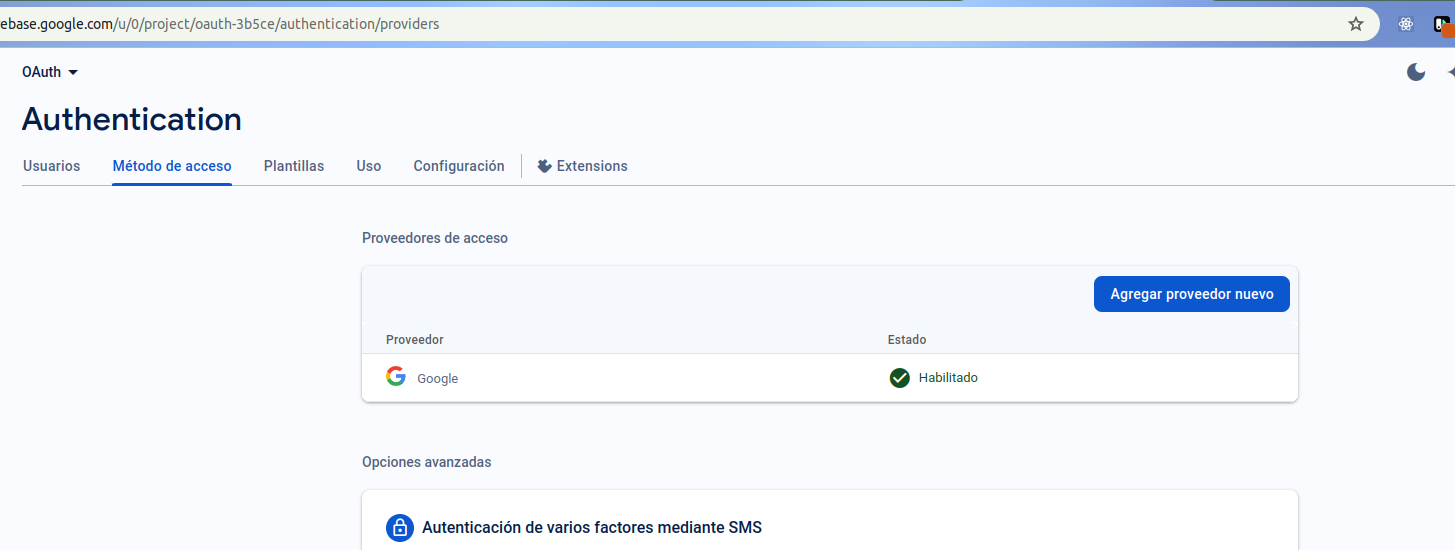 ebase.google.com/u/0/project/oauth-3b5ce/authentication/providers
OAuth
Authentication
Usuarios Método de acceso Plantillas Uso Configuración Extensions
Proveedores de acceso
Agregar proveedor nuevo
Proveedor Estado
Google Habilitado
Opciones avanzadas
Autenticación de varios factores mediante SMS